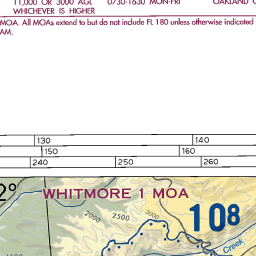 11,000 OR 3000 AGL 0730-1630 MON-FRI OAKLAND
WHICHEVER IS HIGHER
MOA. All MOAs extend to but do not include FL 180 unless otherwise indicated
AM.
130 140
150 160
240 250 260
2°
WHITMORE 1 MOA
2000 2500 3000
10⁸
Creek